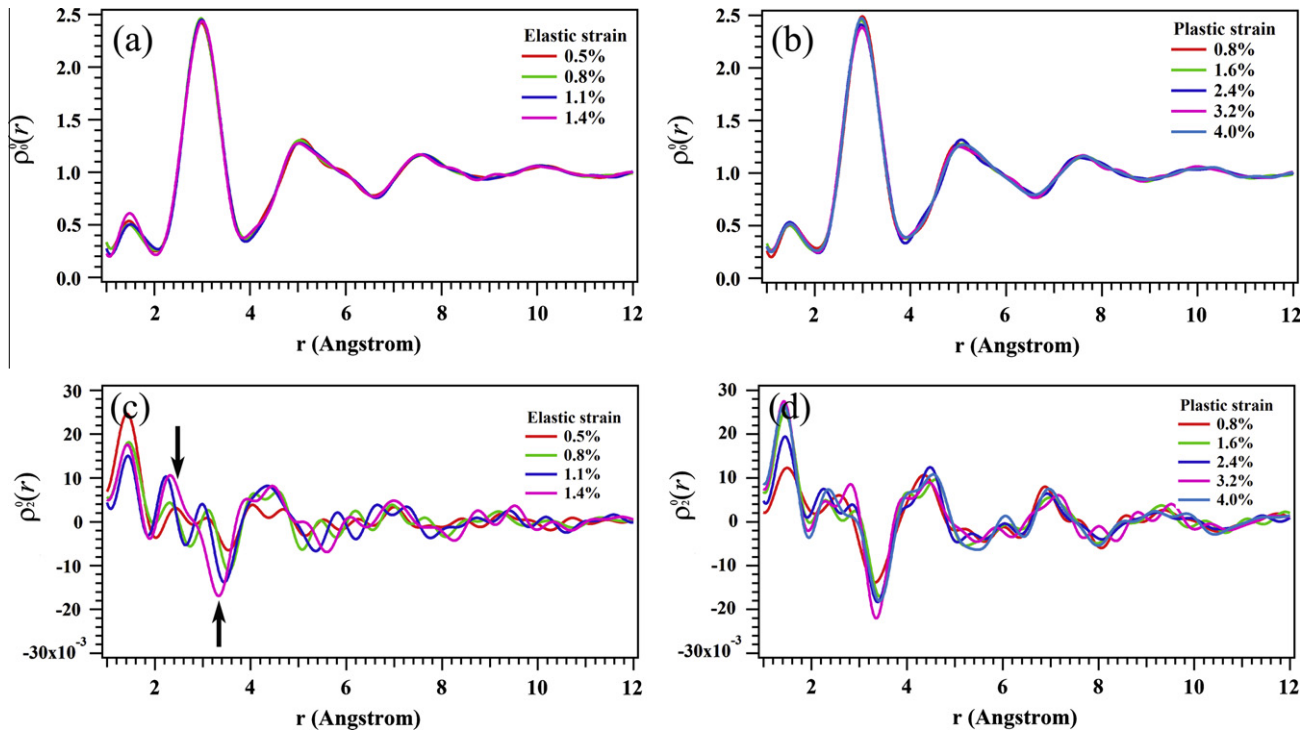 (a)
Elastic strain
0.5%
0.8%
1.1%
1.4%
2.5
2.0
1.5
1.0
0.5
0.0
ρ⁰₀(r)
2 4 6 8 10 12
r (Angstrom)
(b)
Plastic strain
0.8%
1.6%
2.4%
3.2%
4.0%
2.5
2.0
1.5
1.0
0.5
0.0
ρ⁰₀(r)
2 4 6 8 10 12
r (Angstrom)
(c)
Elastic strain
0.5%
0.8%
1.1%
1.4%
30
20
10
0
-10
-20
-30x10⁻³
ρ⁰₂(r)
2 4 6 8 10 12
r (Angstrom)
(d)
Plastic strain
0.8%
1.6%
2.4%
3.2%
4.0%
30
20
10
0
-10
-20
-30x10⁻³
ρ⁰₂(r)
2 4 6 8 10 12
r (Angstrom)